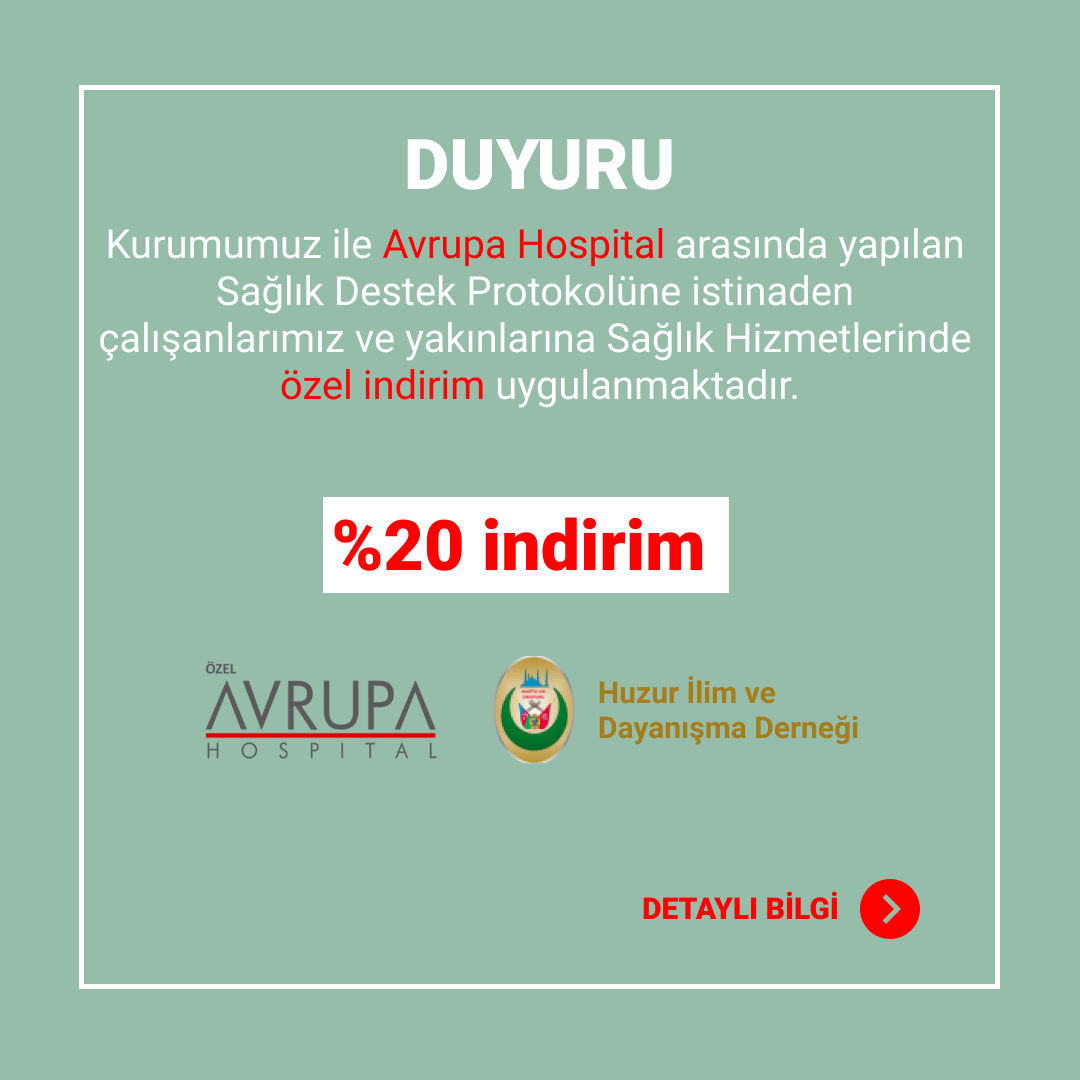 DUYURU
Kurumumuz ile Avrupa Hospital arasında yapılan
Sağlık Destek Protokolüne istinaden
çalışanlarımız ve yakınlarına Sağlık Hizmetlerinde
özel indirim uygulanmaktadır.
%20 indirim
ÖZEL
AVRUPA
HOSPITAL
Huzur İlim ve
Dayanışma Derneği
DETAYLI BİLGİ